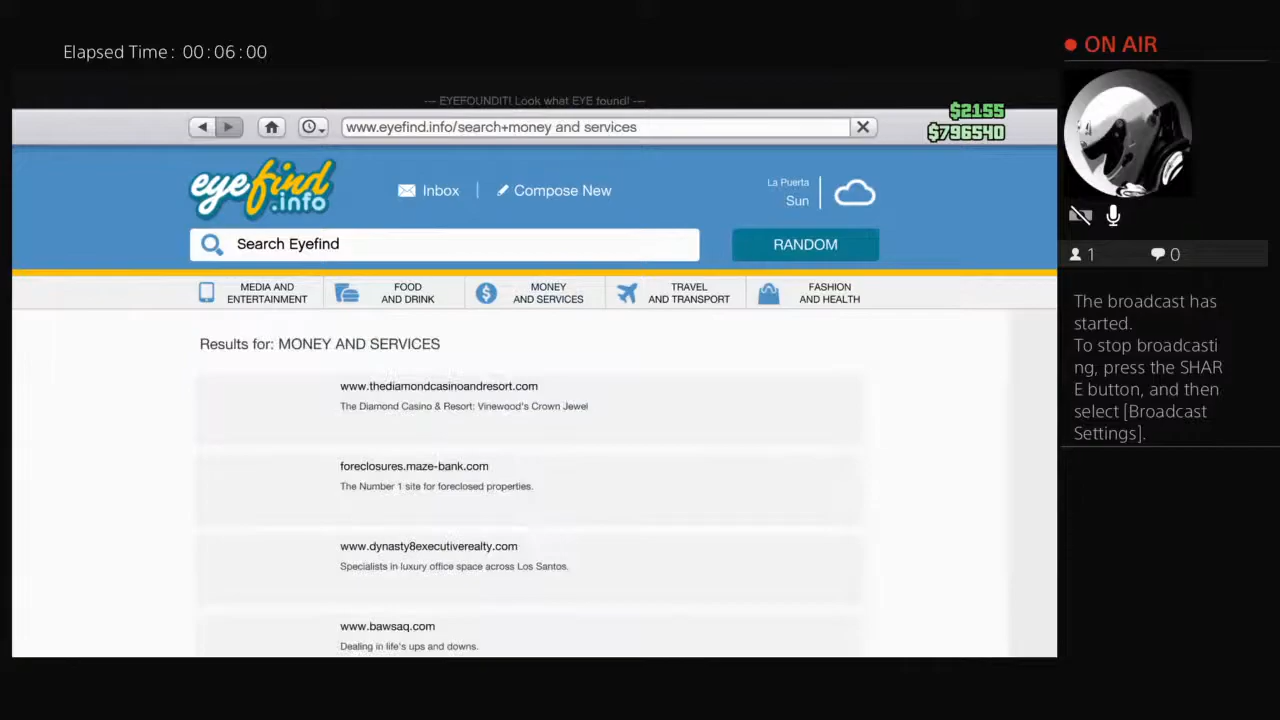 Elapsed Time: 00:06:00
ON AIR
--- EYEFOUNDIT! Look what EYE found! ---
$2155
www.eyefind.info/search+money and services
$796540
eyefind
.info
Inbox
Compose New
La Puerta
Sun
Search Eyefind
RANDOM
MEDIA AND
ENTERTAINMENT
FOOD
AND DRINK
MONEY
AND SERVICES
TRAVEL
AND TRANSPORT
FASHION
AND HEALTH
Results for: MONEY AND SERVICES
www.thediamondcasinoandresort.com
The Diamond Casino & Resort: Vinewood's Crown Jewel
foreclosures.maze-bank.com
The Number 1 site for foreclosed properties.
www.dynasty8executiverealty.com
Specialists in luxury office space across Los Santos.
www.bawsaq.com
Dealing in life's ups and downs.
1
0
The broadcast has
started.
To stop broadcasti
ng, press the SHAR
E button, and then
select [Broadcast
Settings].